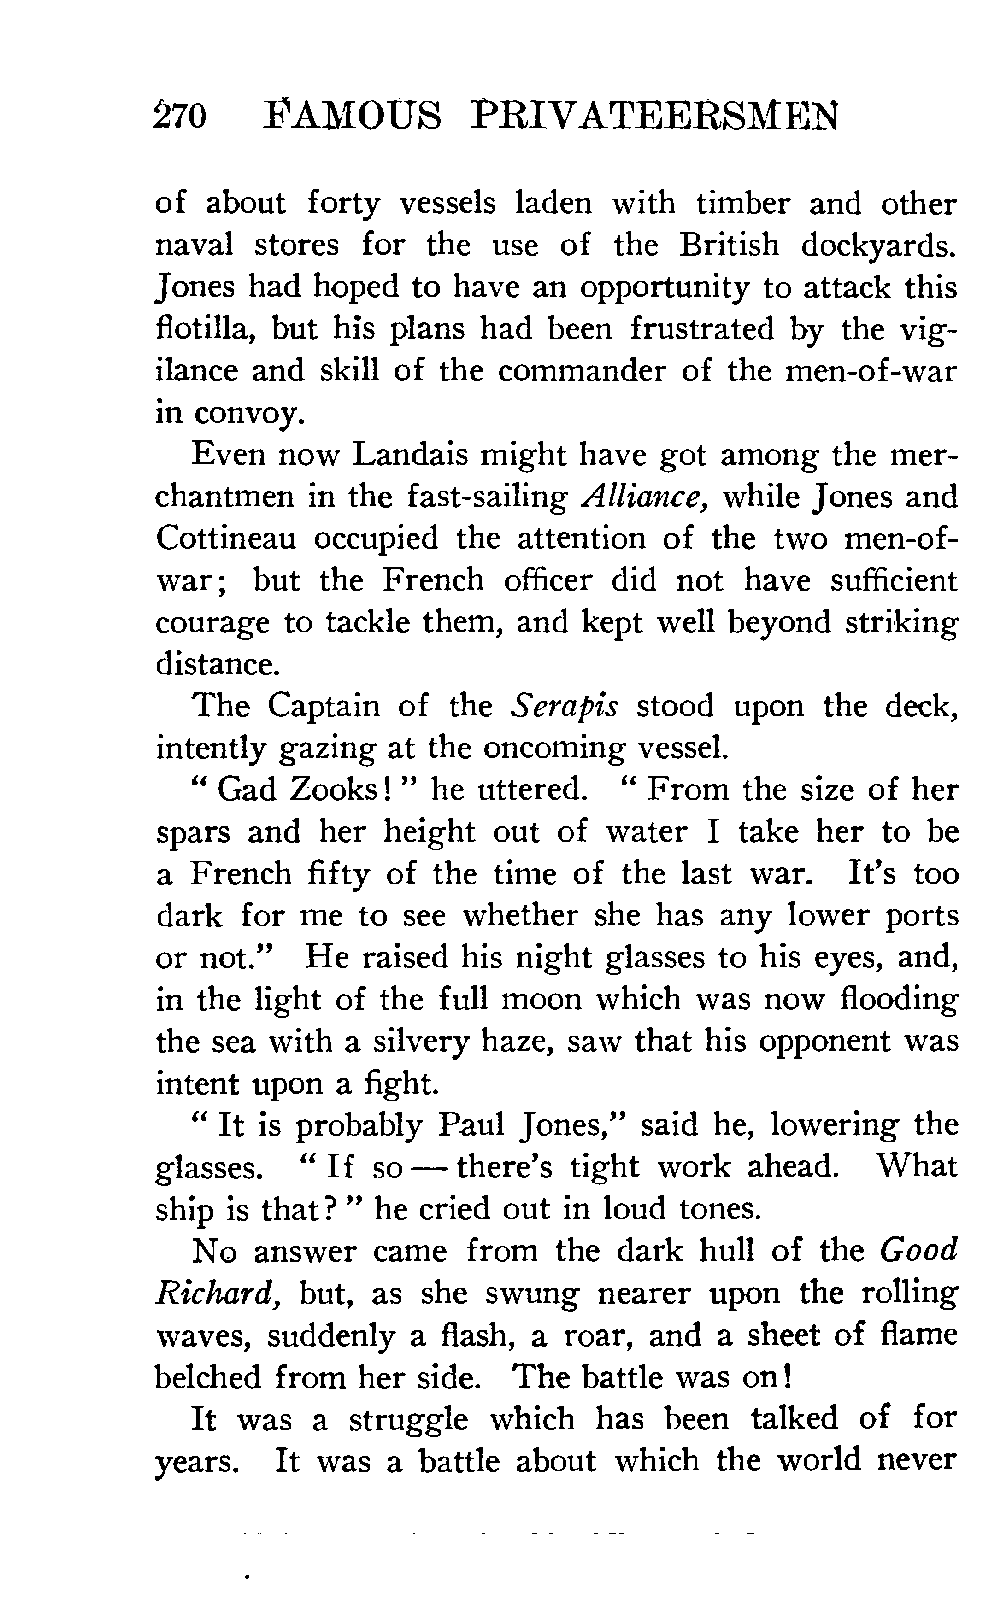 270 FAMOUS PRIVATEERSMEN
of about forty vessels laden with timber and other
naval stores for the use of the British dockyards.
Jones had hoped to have an opportunity to attack this
flotilla, but his plans had been frustrated by the vig-
ilance and skill of the commander of the men-of-war
in convoy.
Even now Landais might have got among the mer-
chantmen in the fast-sailing Alliance, while Jones and
Cottineau occupied the attention of the two men-of-
war; but the French officer did not have sufficient
courage to tackle them, and kept well beyond striking
distance.
The Captain of the Serapis stood upon the deck,
intently gazing at the oncoming vessel.
“ Gad Zooks! ” he uttered. “ From the size of her
spars and her height out of water I take her to be
a French fifty of the time of the last war. It’s too
dark for me to see whether she has any lower ports
or not.” He raised his night glasses to his eyes, and,
in the light of the full moon which was now flooding
the sea with a silvery haze, saw that his opponent was
intent upon a fight.
“ It is probably Paul Jones,” said he, lowering the
glasses. “ If so — there’s tight work ahead. What
ship is that? ” he cried out in loud tones.
No answer came from the dark hull of the Good
Richard, but, as she swung nearer upon the rolling
waves, suddenly a flash, a roar, and a sheet of flame
belched from her side. The battle was on!
It was a struggle which has been talked of for
years. It was a battle about which the world never